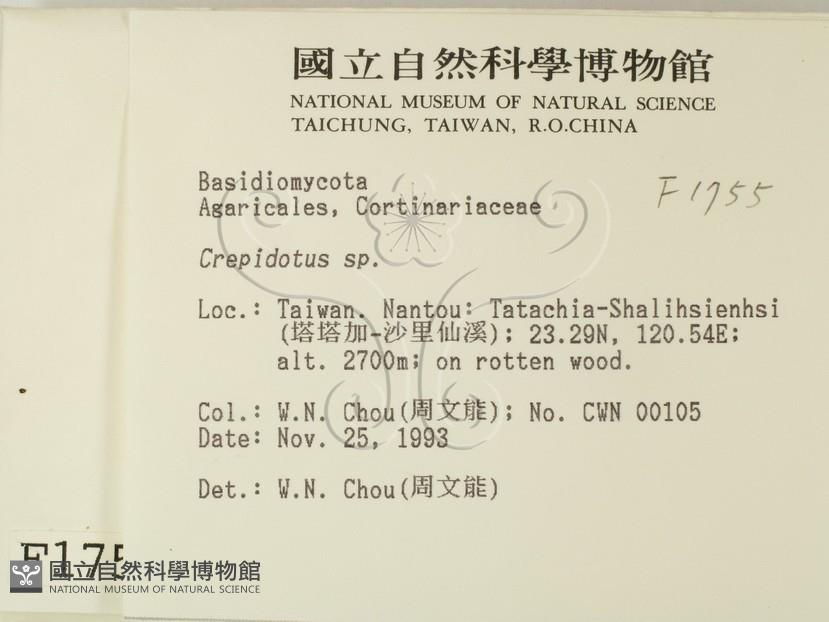 國立自然科學博物館
NATIONAL MUSEUM OF NATURAL SCIENCE
TAICHUNG, TAIWAN, R.O.CHINA
Basidiomycota
F1755
Agaricales, Cortinariaceae
Crepidotus sp.
Loc.: Taiwan. Nantou: Tatachia-Shalihsienhsi
(塔塔加-沙里仙溪); 23.29N, 120.54E;
alt. 2700m; on rotten wood.
Col.: W.N. Chou(周文能); No. CWN 00105
Date: Nov. 25, 1993
Det.: W.N. Chou(周文能)
F175
國立自然科學博物館
NATIONAL MUSEUM OF NATURAL SCIENCE